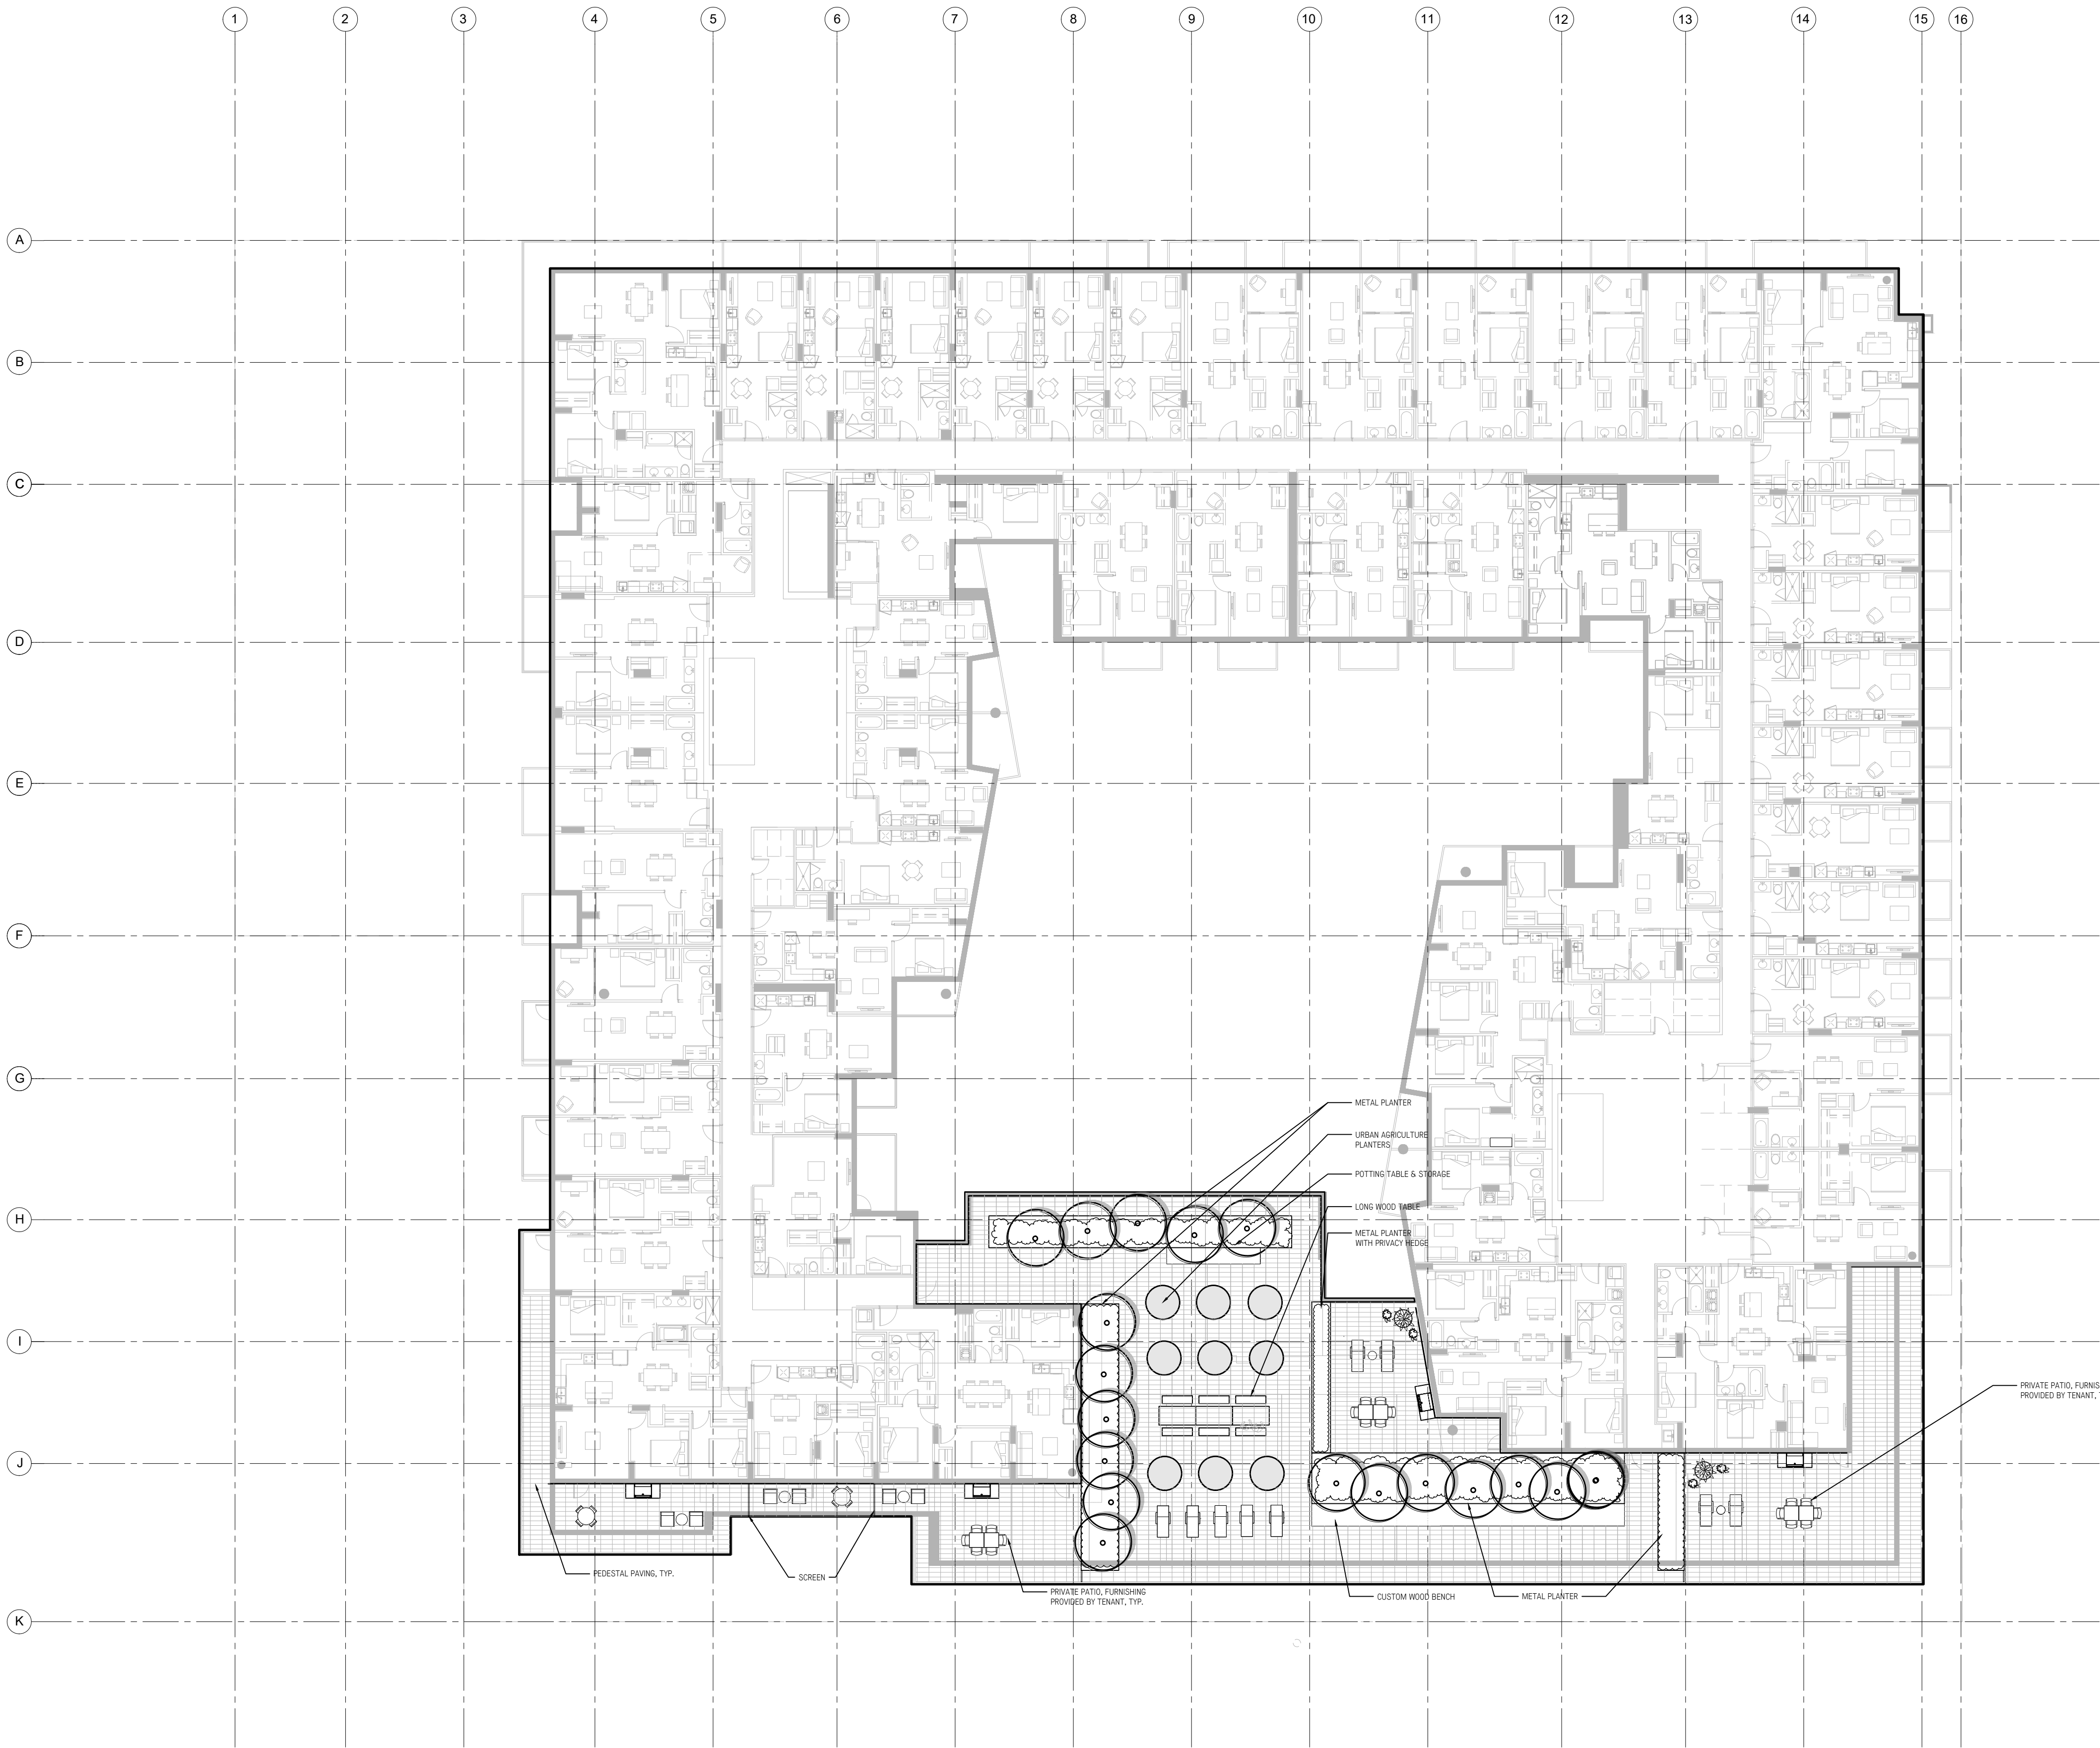 1
2
3
4
5
6
7
8
9
10
11
12
13
14
15
16
A
B
C
D
E
F
G
METAL PLANTER
URBAN AGRICULTURE
PLANTERS
POTTING TABLE & STORAGE
LONG WOOD TABLE
H
METAL PLANTER
WITH PRIVACY HEDGE
I
PRIVATE PATIO, FURNIS
PROVIDED BY TENANT,
J
PEDESTAL PAVING, TYP.
SCREEN
PRIVATE PATIO, FURNISHING
PROVIDED BY TENANT, TYP.
CUSTOM WOOD BENCH
METAL PLANTER
K